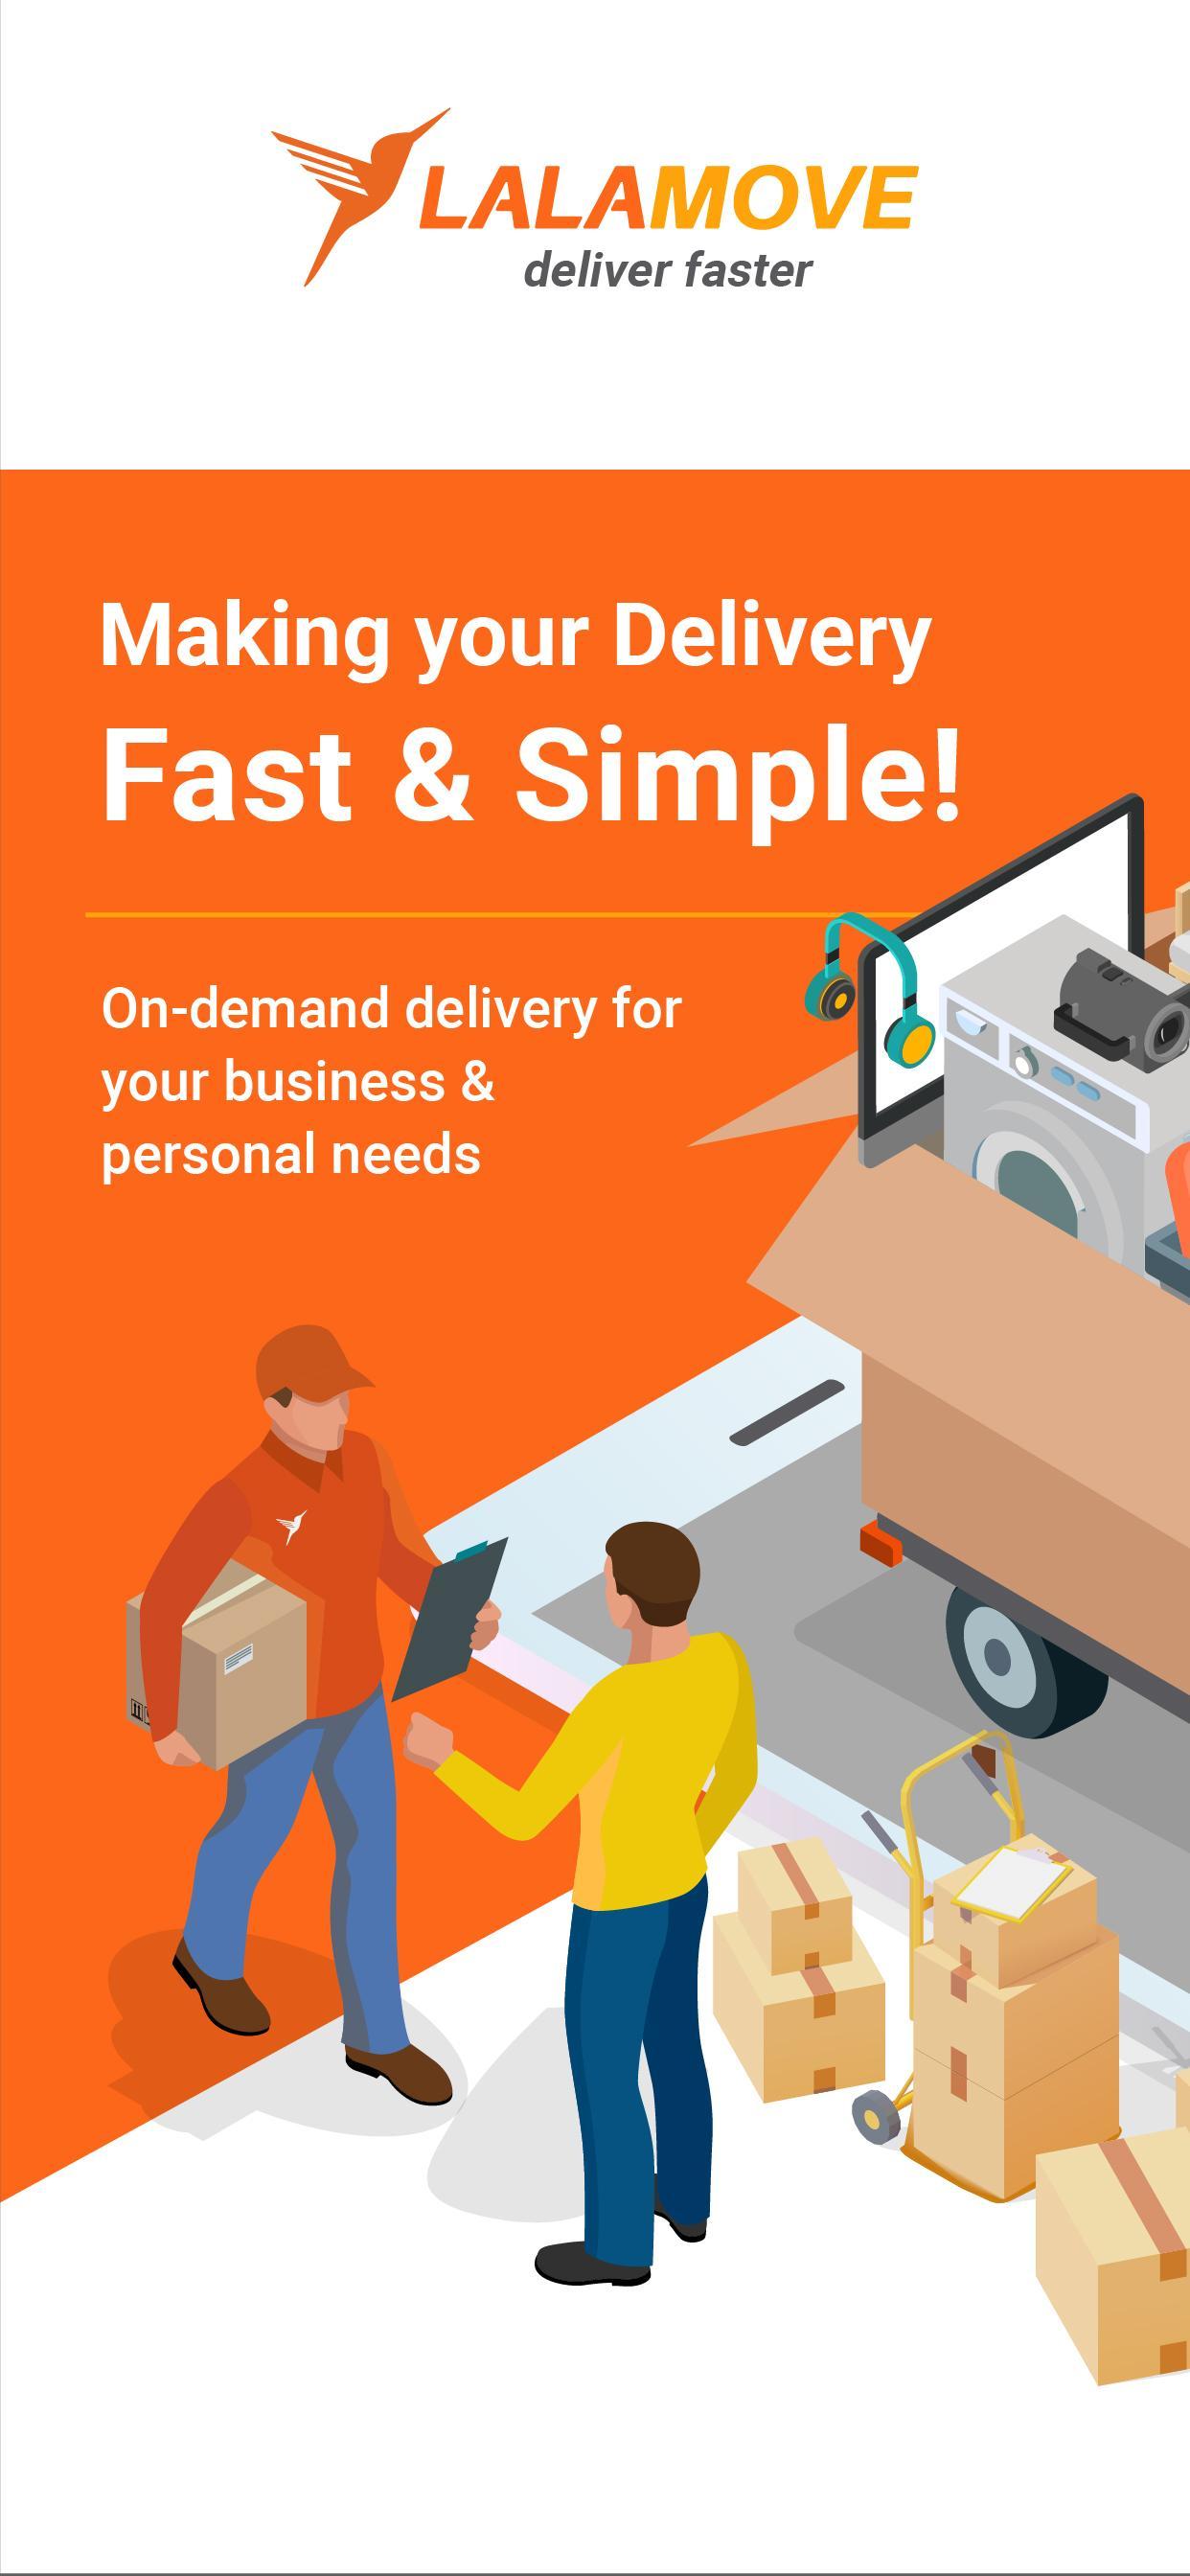 LALAMOVE
deliver faster
Making your Delivery
Fast & Simple!
On-demand delivery for
your business &
personal needs